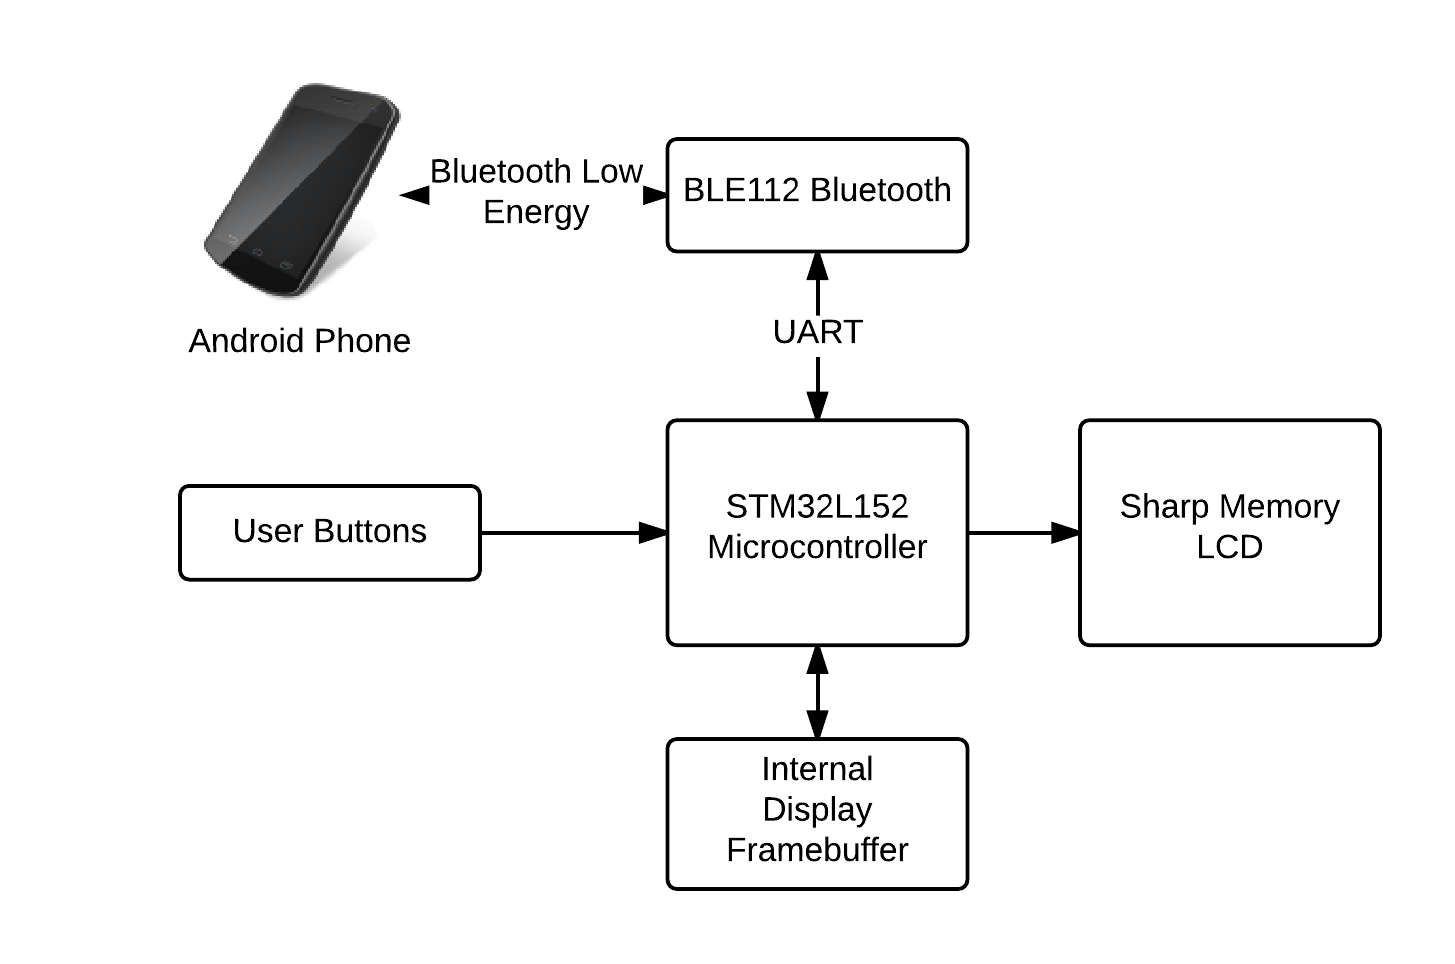 Bluetooth Low
Energy
BLE112 Bluetooth
Android Phone
UART
User Buttons
STM32L152
Microcontroller
Sharp Memory
LCD
Internal
Display
Framebuffer